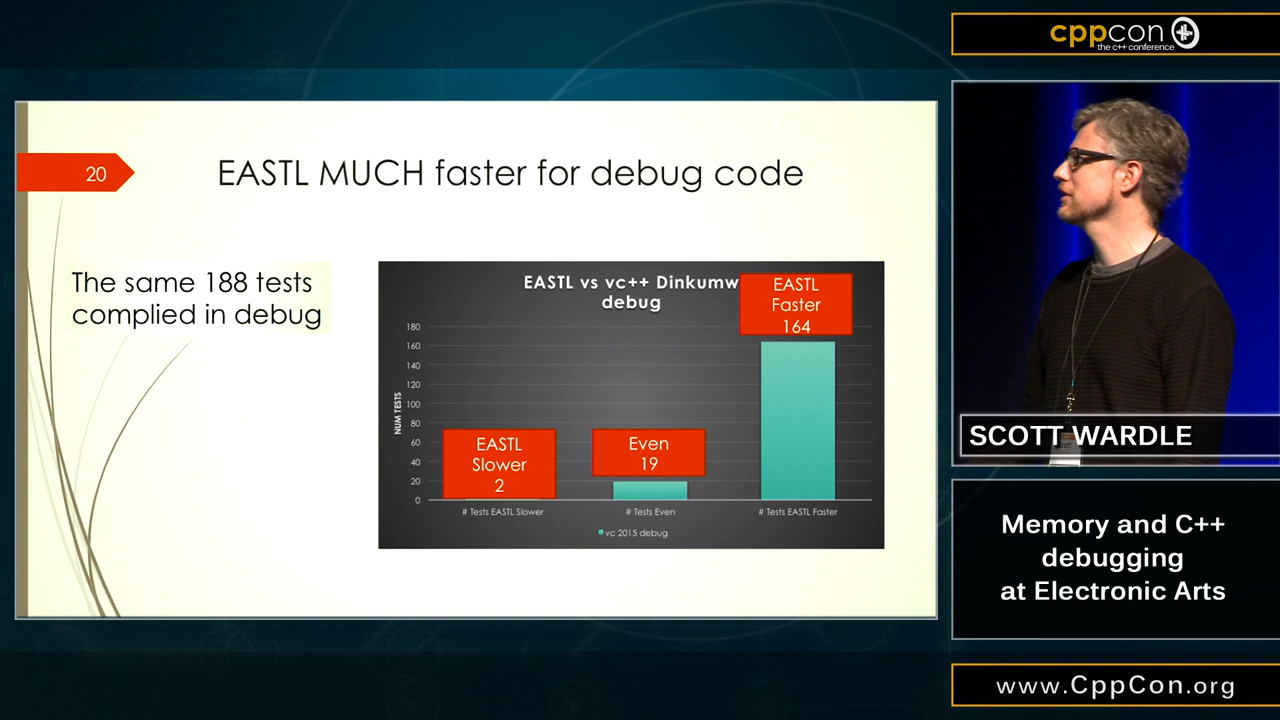 cppcon
the c++ conference
20
EASTL MUCH faster for debug code
The same 188 tests
complied in debug
EASTL vs vc++ Dinkumw
debug
EASTL
Faster
164
180
160
140
120
100
80
60
40
20
0
NUM TESTS
EASTL
Slower
2
Even
19
# Tests EASTL Slower
# Tests Even
# Tests EASTL Faster
vc 2015 debug
SCOTT WARDLE
Memory and C++
debugging
at Electronic Arts
www.CppCon.org